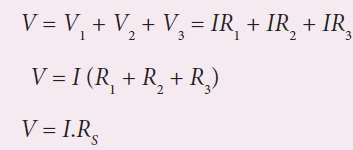 V = V₁ + V₂ + V₃ = IR₁ + IR₂ + IR₃
V = I (R₁ + R₂ + R₃)
V = I.Rₛ